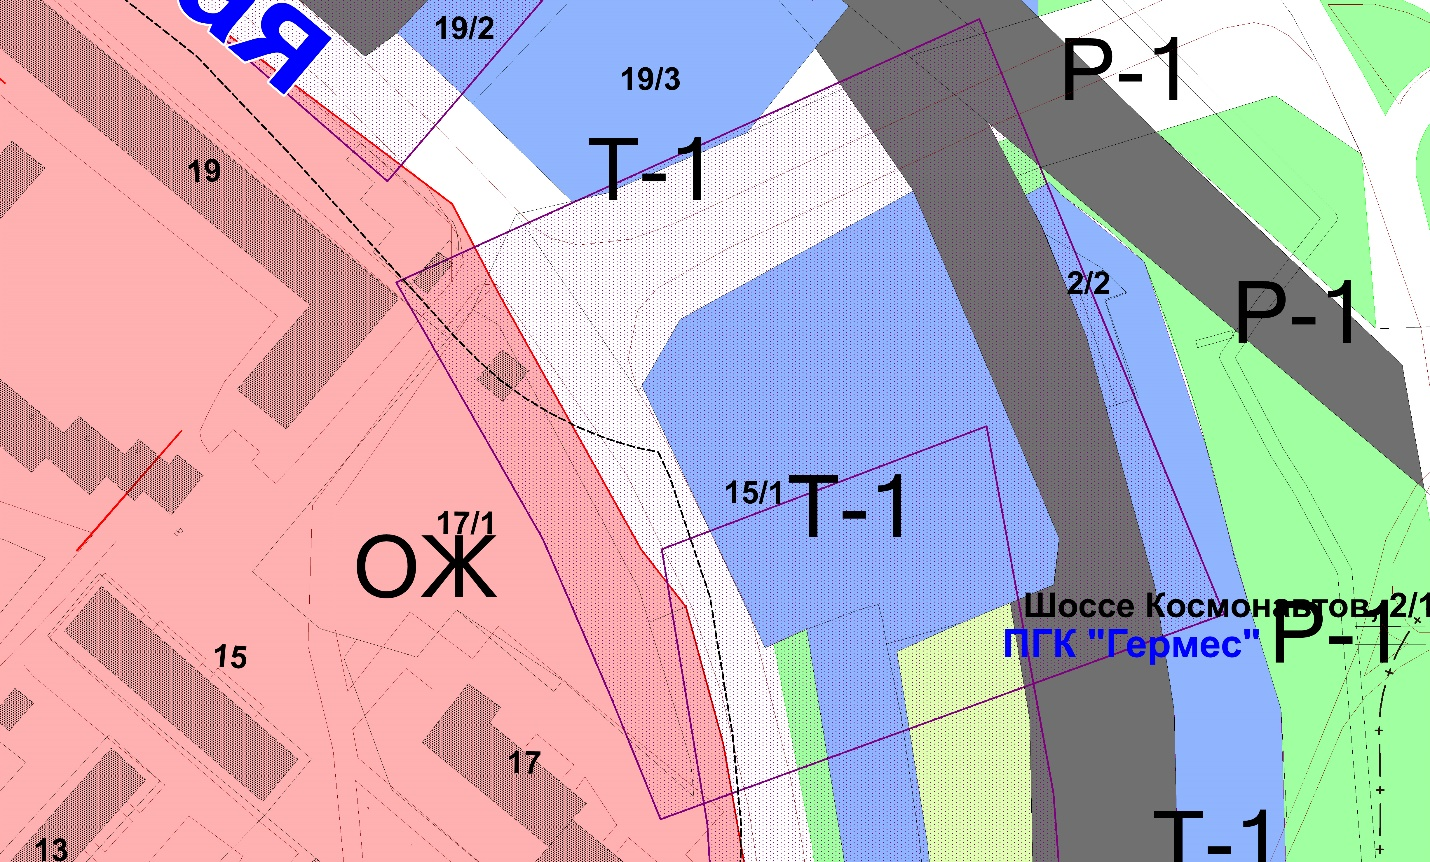 Я
19/2
19/3
Р-1
Т-1
19
2/2
Р-1
15/1
Т-1
17/1
ОЖ
Шоссе Космонавтов, 2/1
ПГК "Гермес"
Р-1
15
17
Т-1
13